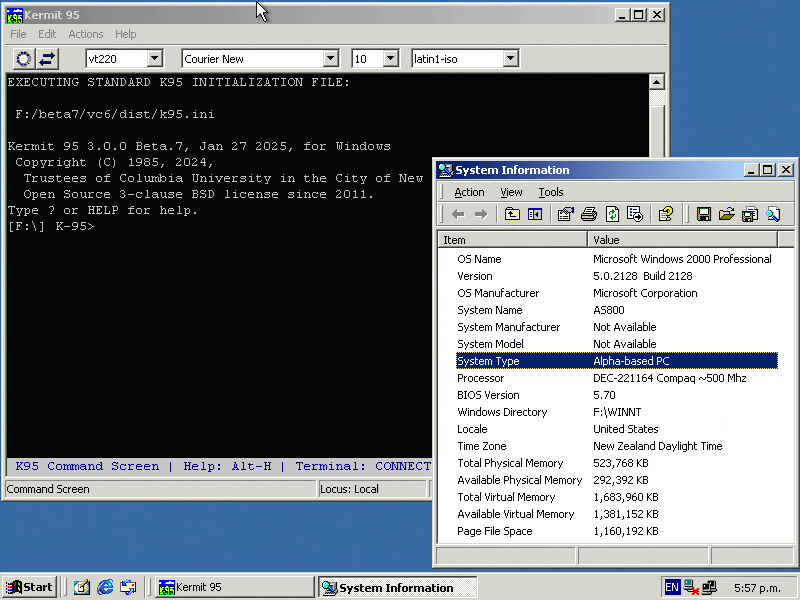 Kermit 95
File Edit Actions Help
vt220 Courier New 10 latin1-iso
EXECUTING STANDARD K95 INITIALIZATION FILE:
F:/beta7/vc6/dist/k95.ini
Kermit 95 3.0.0 Beta.7, Jan 27 2025, for Windows
Copyright (C) 1985, 2024,
Trustees of Columbia University in the City of New
Open Source 3-clause BSD license since 2011.
Type ? or HELP for help.
[F:\] K-95>
K95 Command Screen | Help: Alt-H | Terminal: CONNECT
Command Screen Locus: Local
System Information
Action View Tools
Item Value
OS Name Microsoft Windows 2000 Professional
Version 5.0.2128 Build 2128
OS Manufacturer Microsoft Corporation
System Name AS800
System Manufacturer Not Available
System Model Not Available
System Type Alpha-based PC
Processor DEC-221164 Compaq ~500 Mhz
BIOS Version 5.70
Windows Directory F:\WINNT
Locale United States
Time Zone New Zealand Daylight Time
Total Physical Memory 523,768 KB
Available Physical Memory 292,392 KB
Total Virtual Memory 1,683,960 KB
Available Virtual Memory 1,381,152 KB
Page File Space 1,160,192 KB
Start Kermit 95 System Information EN 5:57 p.m.